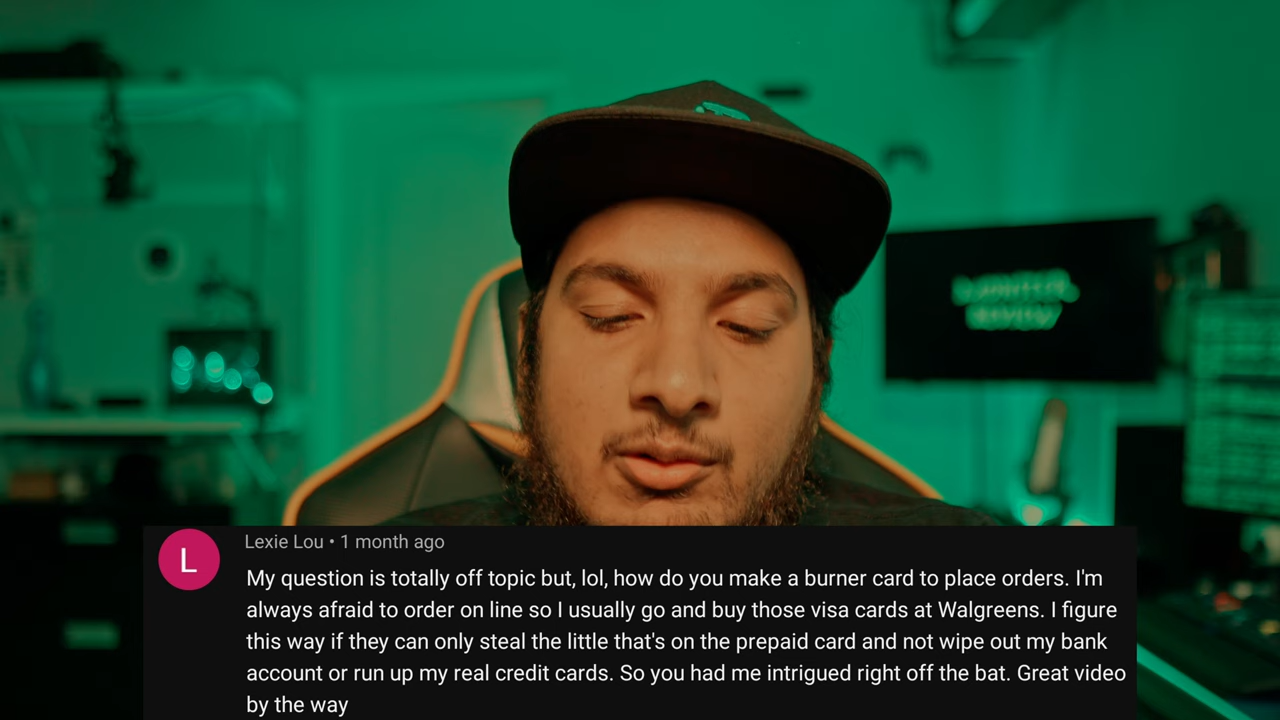 L
Lexie Lou • 1 month ago
My question is totally off topic but, lol, how do you make a burner card to place orders. I'm
always afraid to order on line so I usually go and buy those visa cards at Walgreens. I figure
this way if they can only steal the little that's on the prepaid card and not wipe out my bank
account or run up my real credit cards. So you had me intrigued right off the bat. Great video
by the way